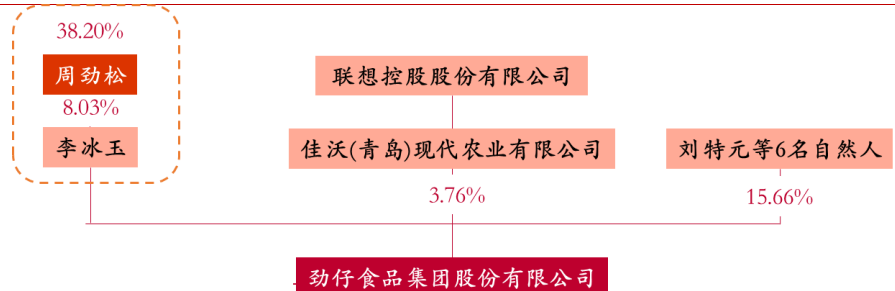 38.20%
周劲松
8.03%
李冰玉
联想控股股份有限公司
佳沃(青岛)现代农业有限公司
3.76%
刘特元等6名自然人
15.66%
劲仔食品集团股份有限公司